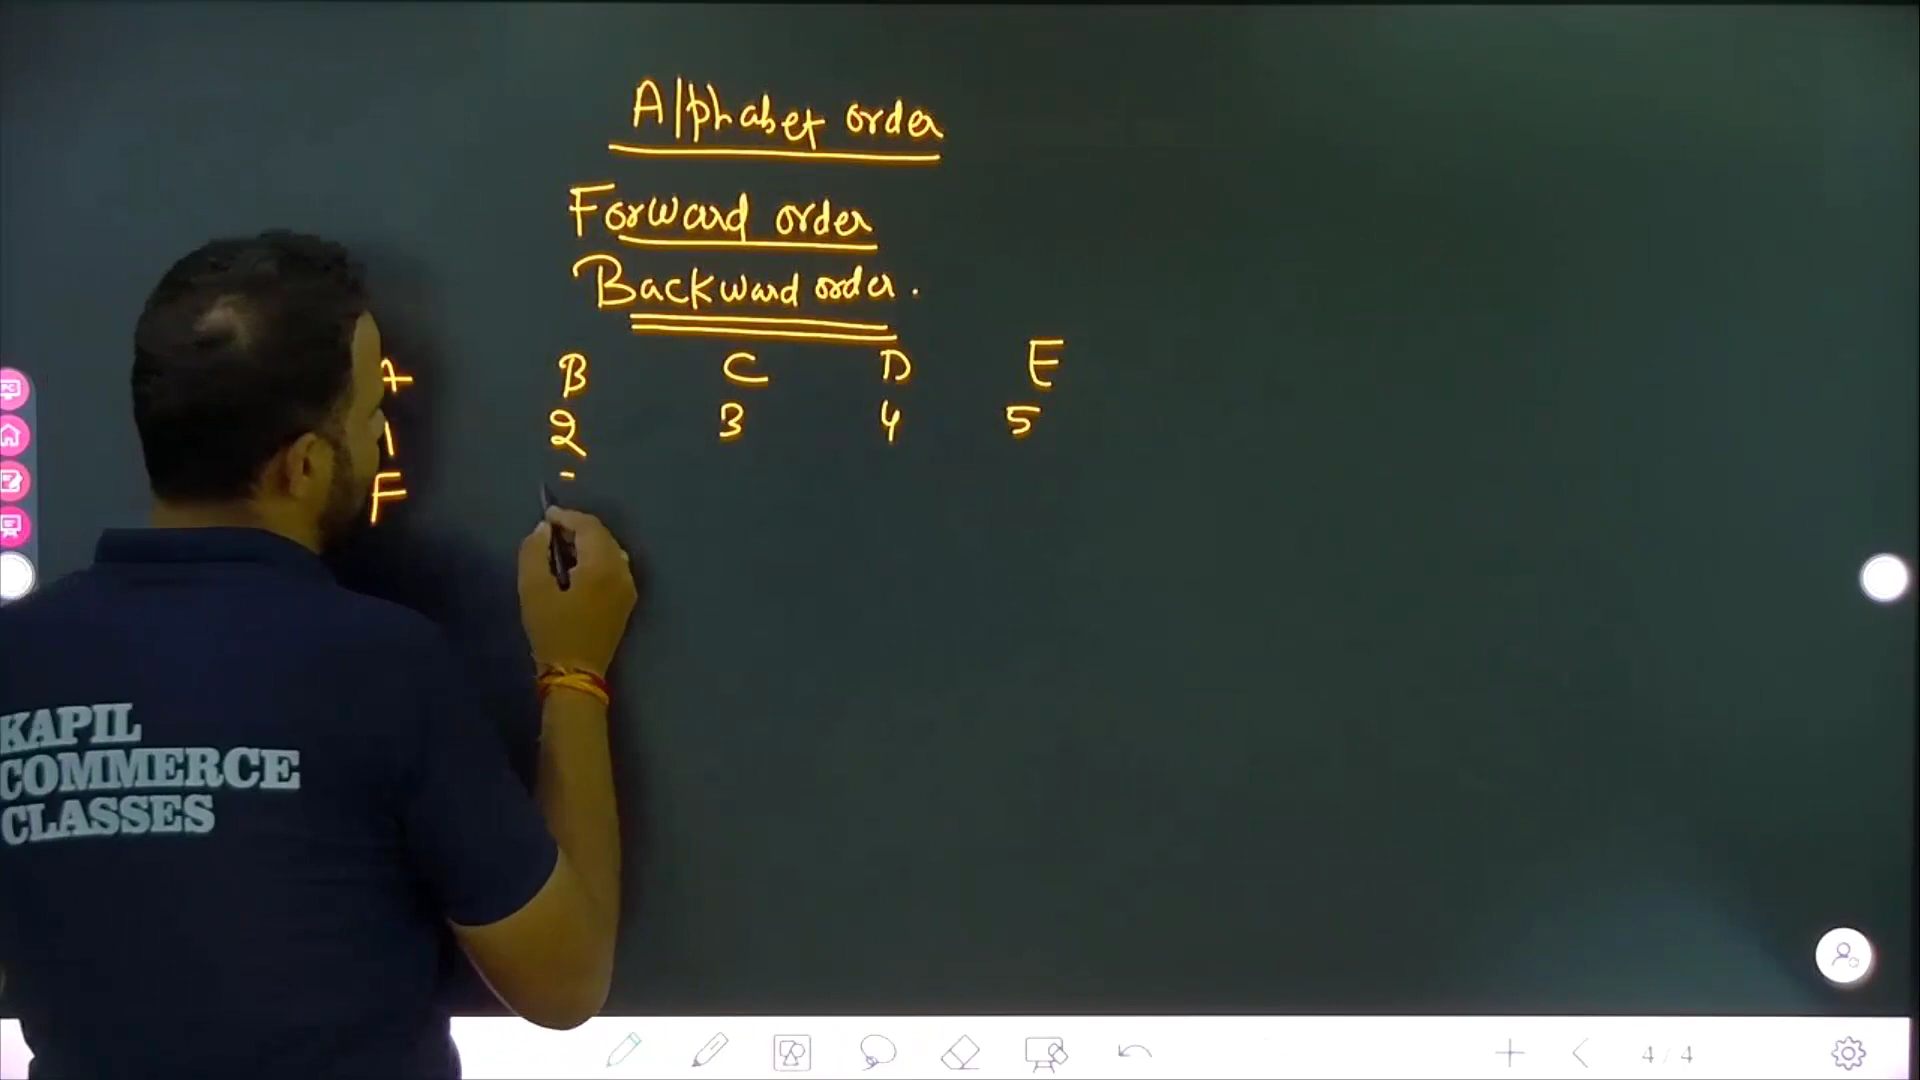 Alphabet order
Forward order
Backward order.
A B C D E
1 2 3 4 5
F
KAPIL
COMMERCE
CLASSES
4 / 4